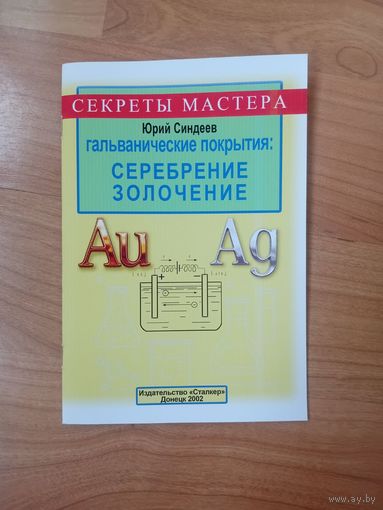 СЕКРЕТЫ МАСТЕРА
Юрий Синдеев
гальванические покрытия:
СЕРЕБРЕНИЕ
ЗОЛОЧЕНИЕ
Au Ag
+
Издательство «Сталкер»
Донецк 2002
www.ay.by